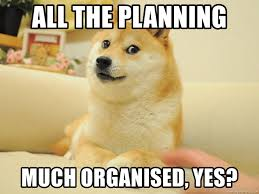 ALL THE PLANNING
MUCH ORGANISED, YES?